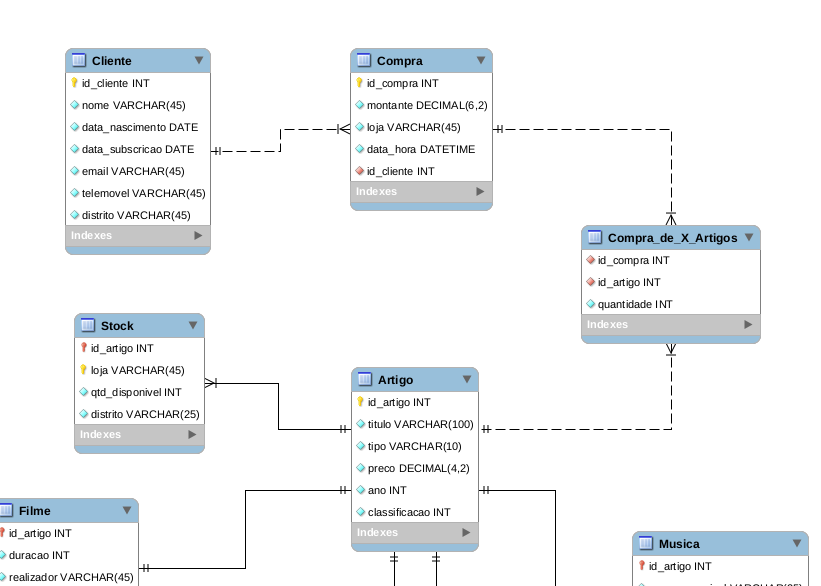 Cliente
id_cliente INT
nome VARCHAR(45)
data_nascimento DATE
data_subscricao DATE
email VARCHAR(45)
telemovel VARCHAR(45)
distrito VARCHAR(45)
Indexes
Compra
id_compra INT
montante DECIMAL(6,2)
loja VARCHAR(45)
data_hora DATETIME
id_cliente INT
Indexes
Compra_de_X_Artigos
id_compra INT
id_artigo INT
quantidade INT
Indexes
Stock
id_artigo INT
loja VARCHAR(45)
qtd_disponivel INT
distrito VARCHAR(25)
Indexes
Artigo
id_artigo INT
titulo VARCHAR(100)
tipo VARCHAR(10)
preco DECIMAL(4,2)
ano INT
classificacao INT
Indexes
Filme
id_artigo INT
duracao INT
realizador VARCHAR(45)
Musica
id_artigo INT